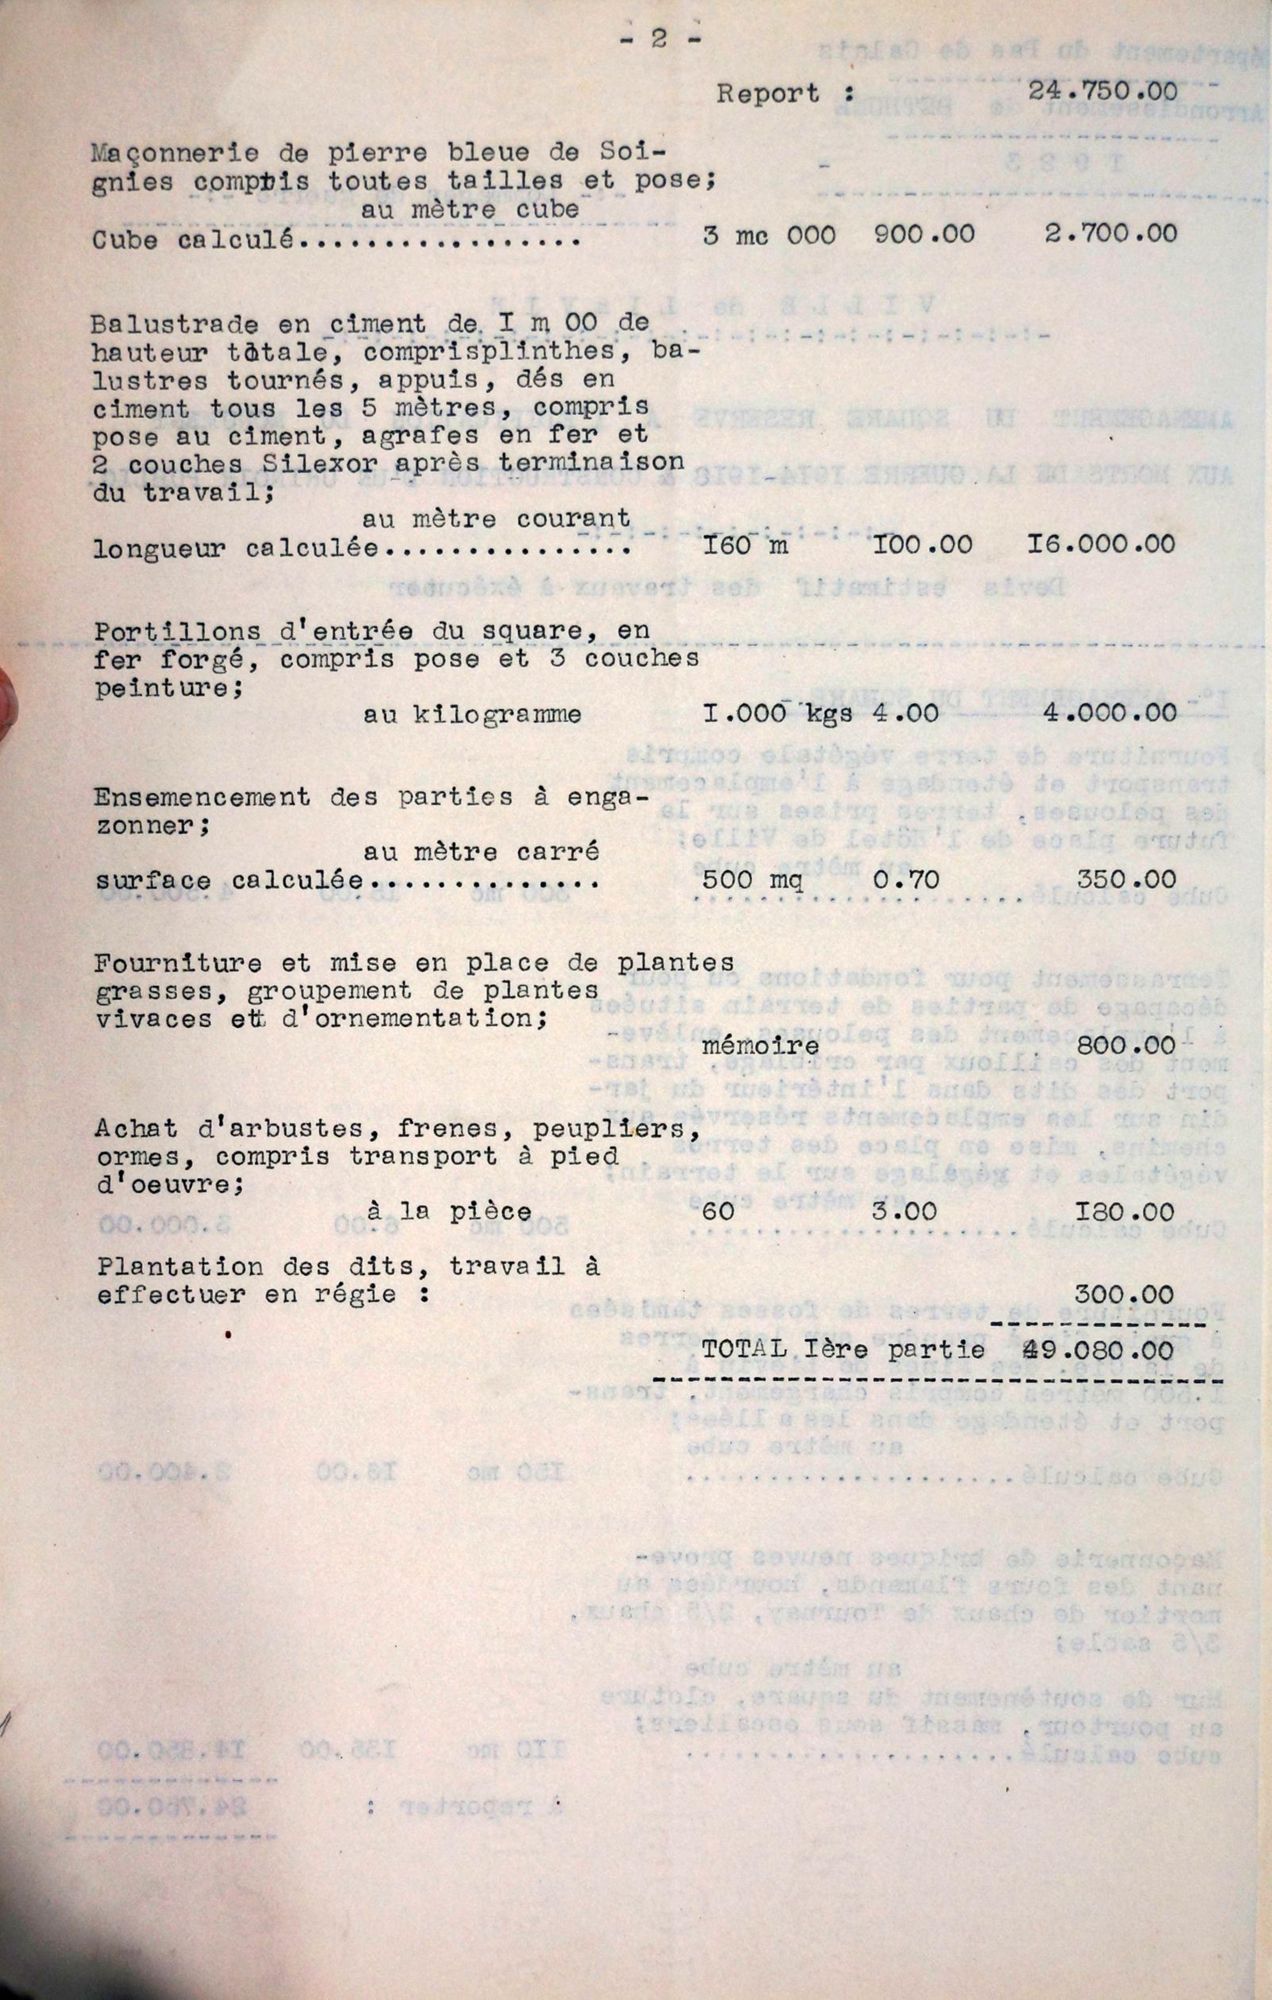 - 2 -
Report : 24.750.00
Maçonnerie de pierre bleue de Soi-
gnies compris toutes tailles et pose;
au mètre cube
Cube calculé................. 3 mc 000 900.00 2.700.00
Balustrade en ciment de I m 00 de
hauteur totale, comprisplinthes, ba-
lustres tournés, appuis, dés en
ciment tous les 5 mètres, compris
pose au ciment, agrafes en fer et
2 couches Silexor après terminaison
du travail;
au mètre courant
longueur calculée............... I60 m I00.00 I6.000.00
Portillons d'entrée du square, en
fer forgé, compris pose et 3 couches
peinture;
au kilogramme I.000 kgs 4.00 4.000.00
Ensemencement des parties à enga-
zonner;
au mètre carré
surface calculée.............. 500 mq 0.70 350.00
Fourniture et mise en place de plantes
grasses, groupement de plantes
vivaces et d'ornementation;
mémoire 800.00
Achat d'arbustes, frenes, peupliers,
ormes, compris transport à pied
d'oeuvre;
à la pièce 60 3.00 I80.00
Plantation des dits, travail à
effectuer en régie : 300.00
TOTAL Ière partie 49.080.00